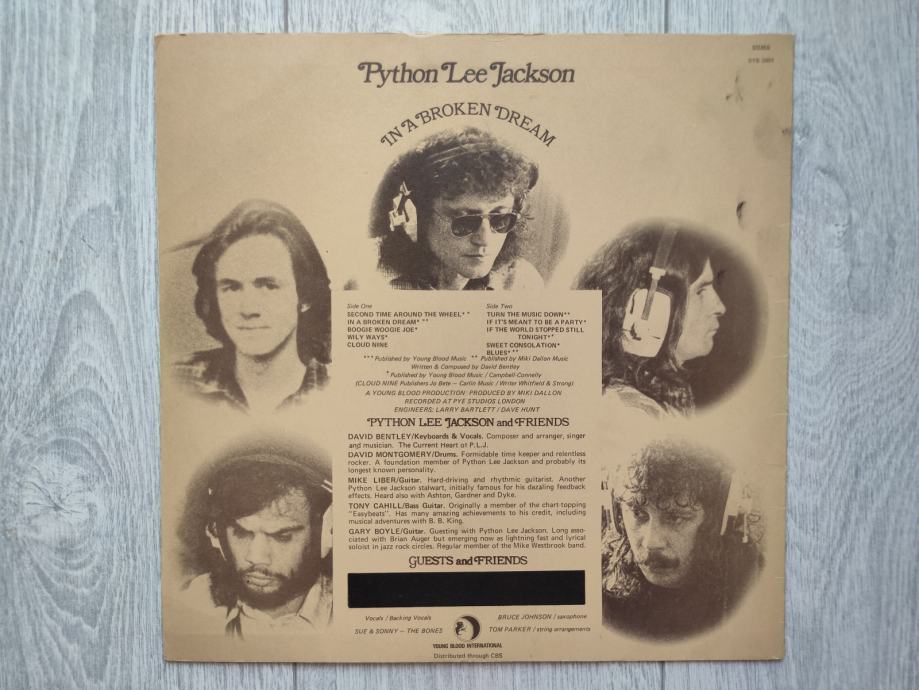 STEREO
Python Lee Jackson
IN A BROKEN DREAM
Side One
SECOND TIME AROUND THE WHEEL* *
IN A BROKEN DREAM* **
BOOGIE WOOGIE JOE*
WILY WAYS*
CLOUD NINE
Side Two
TURN THE MUSIC DOWN**
IF IT'S MEANT TO BE A PARTY*
IF THE WORLD STOPPED STILL
TONIGHT**
SWEET CONSOLATION*
BLUES* **
*** Published by Young Blood Music ** Published by Miki Dallon Music
Written & Composed by David Bentley
* Published by Young Blood Music / Campbell-Connelly
(CLOUD NINE Publishers Jo Bete — Carlin Music / Writer Whitfield & Strong)
A YOUNG BLOOD PRODUCTION PRODUCED BY MIKI DALLON
RECORDED AT PYE STUDIOS LONDON
ENGINEERS: LARRY BARTLETT / DAVE HUNT
PYTHON LEE JACKSON and FRIENDS
DAVID BENTLEY/Keyboards & Vocals. Composer and arranger, singer
and musician. The Current Heart of P.L.J.
DAVID MONTGOMERY/Drums. Formidable time keeper and relentless
rocker. A foundation member of Python Lee Jackson and probably its
longest known personality.
MIKE LIBER/Guitar. Hard-driving and rhythmic guitarist. Another
Python Lee Jackson stalwart, initially famous for his dazaling feedback
effects. Heard also with Ashton, Gardner and Dyke.
TONY CAHILL/Bass Guitar. Originally a member of the chart-topping
"Easybeats". Has many amazing achievements to his credit, including
musical adventures with B. B. King.
GARY BOYLE/Guitar. Guesting with Python Lee Jackson. Long asso-
ciated with Brian Auger but emerging now as lightning fast and lyrical
soloist in jazz rock circles. Regular member of the Mike Westbrook band.
GUESTS and FRIENDS
Vocals / Backing Vocals
SUE & SONNY — THE BONES
BRUCE JOHNSON / saxophone
TOM PARKER / string arrangements
YOUNG BLOOD INTERNATIONAL
Distributed through CBS